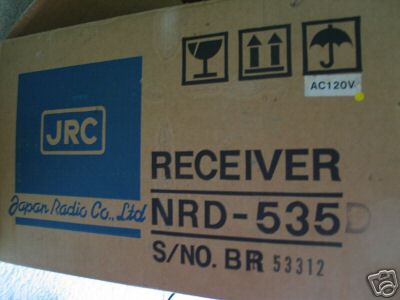 AC120V
JRC
RECEIVER
Japan Radio Co., Ltd
NRD-535D
S/NO. BR 53312